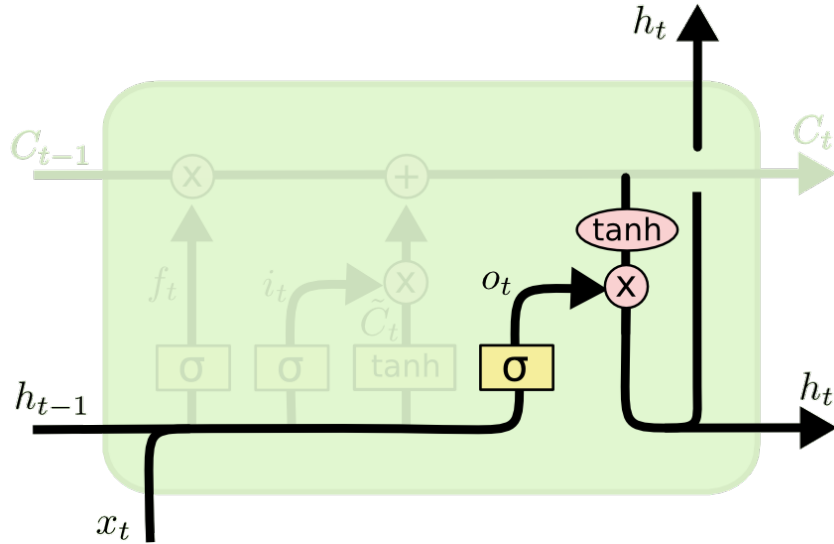 h_t
C_{t-1}
C_t
x
+
tanh
f_t
i_t
x
o_t
x
C̃_t
σ
σ
tanh
σ
h_{t-1}
h_t
x_t